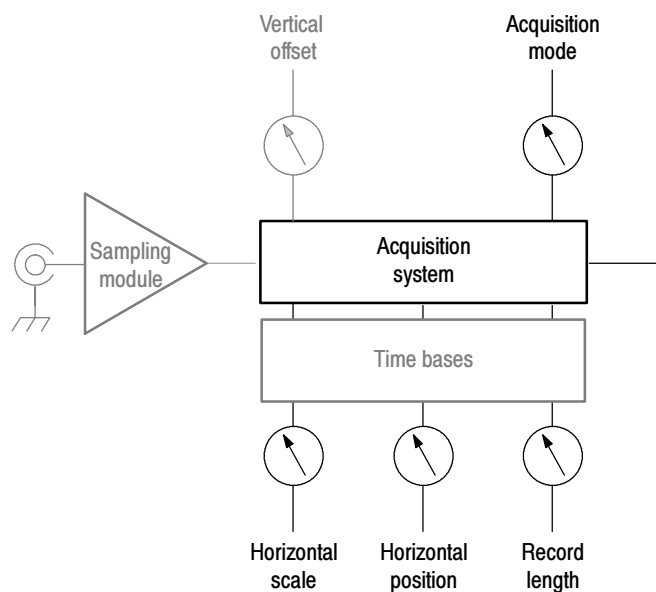 Vertical
offset
Acquisition
mode
Sampling
module
Acquisition
system
Time bases
Horizontal
scale
Horizontal
position
Record
length